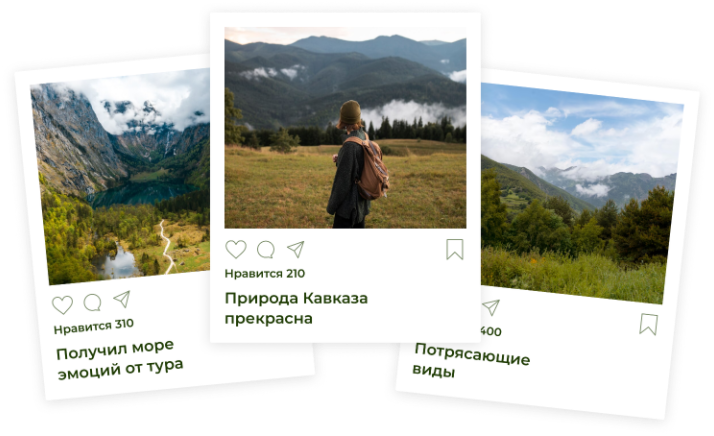 Нравится 310
Получил море
эмоций от тура
Нравится 210
Природа Кавказа
прекрасна
400
Потрясающие
виды